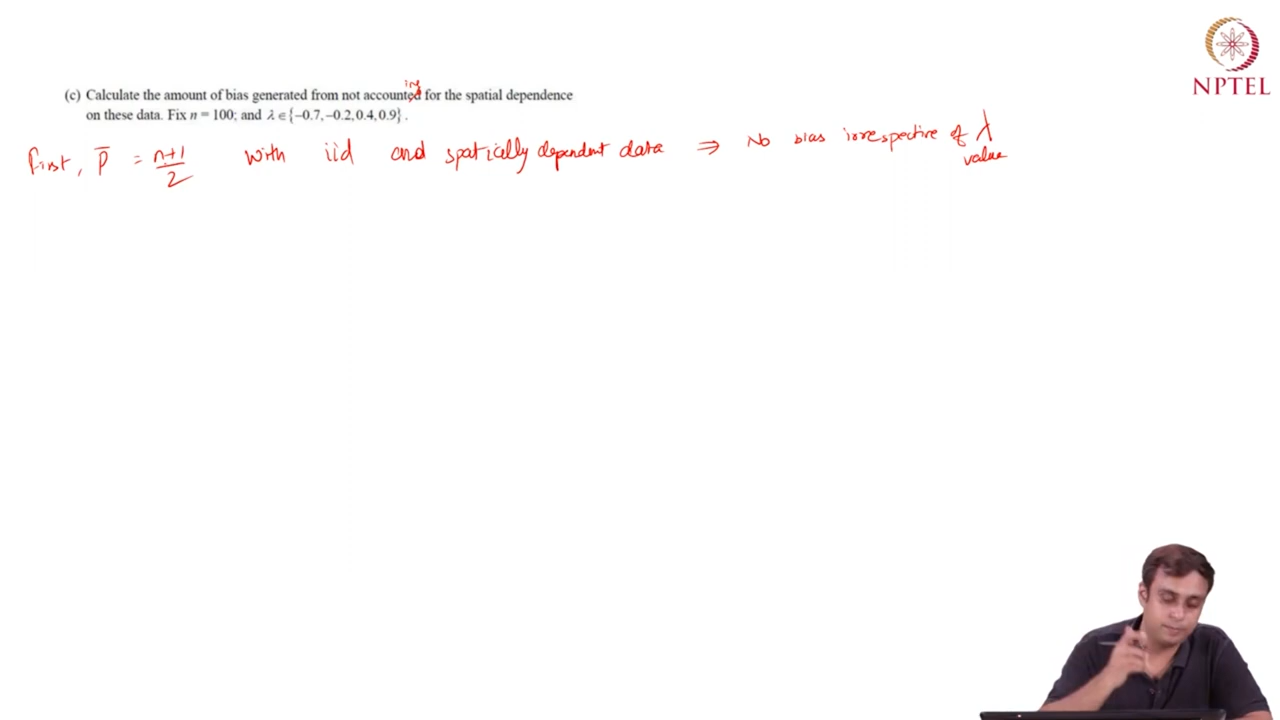 NPTEL
(c) Calculate the amount of bias generated from not accounted ing for the spatial dependence
on these data. Fix n = 100; and λ ∈ {−0.7, −0.2, 0.4, 0.9}.
First, P̄ = n+1/2 with iid and spatially dependent data ⇒ No bias irrespective of λ
value